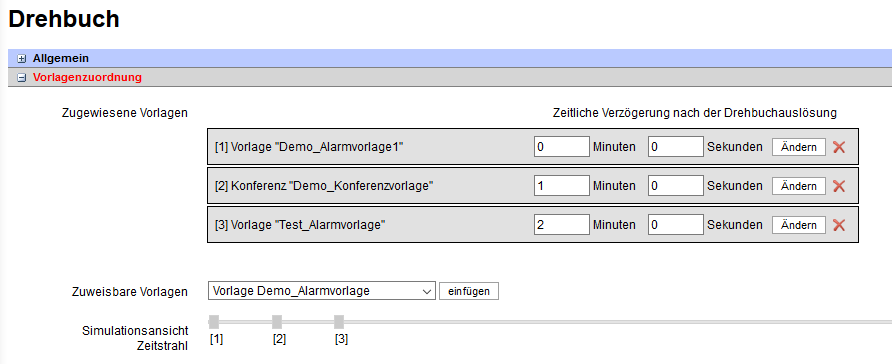 Drehbuch
Allgemein
Vorlagenzuordnung
Zugewiesene Vorlagen Zeitliche Verzögerung nach der Drehbuchauslösung
[1] Vorlage "Demo_Alarmvorlage1" 0 Minuten 0 Sekunden Ändern
[2] Konferenz "Demo_Konferenzvorlage" 1 Minuten 0 Sekunden Ändern
[3] Vorlage "Test_Alarmvorlage" 2 Minuten 0 Sekunden Ändern
Zuweisbare Vorlagen Vorlage Demo_Alarmvorlage einfügen
Simulationsansicht
Zeitstrahl [1] [2] [3]